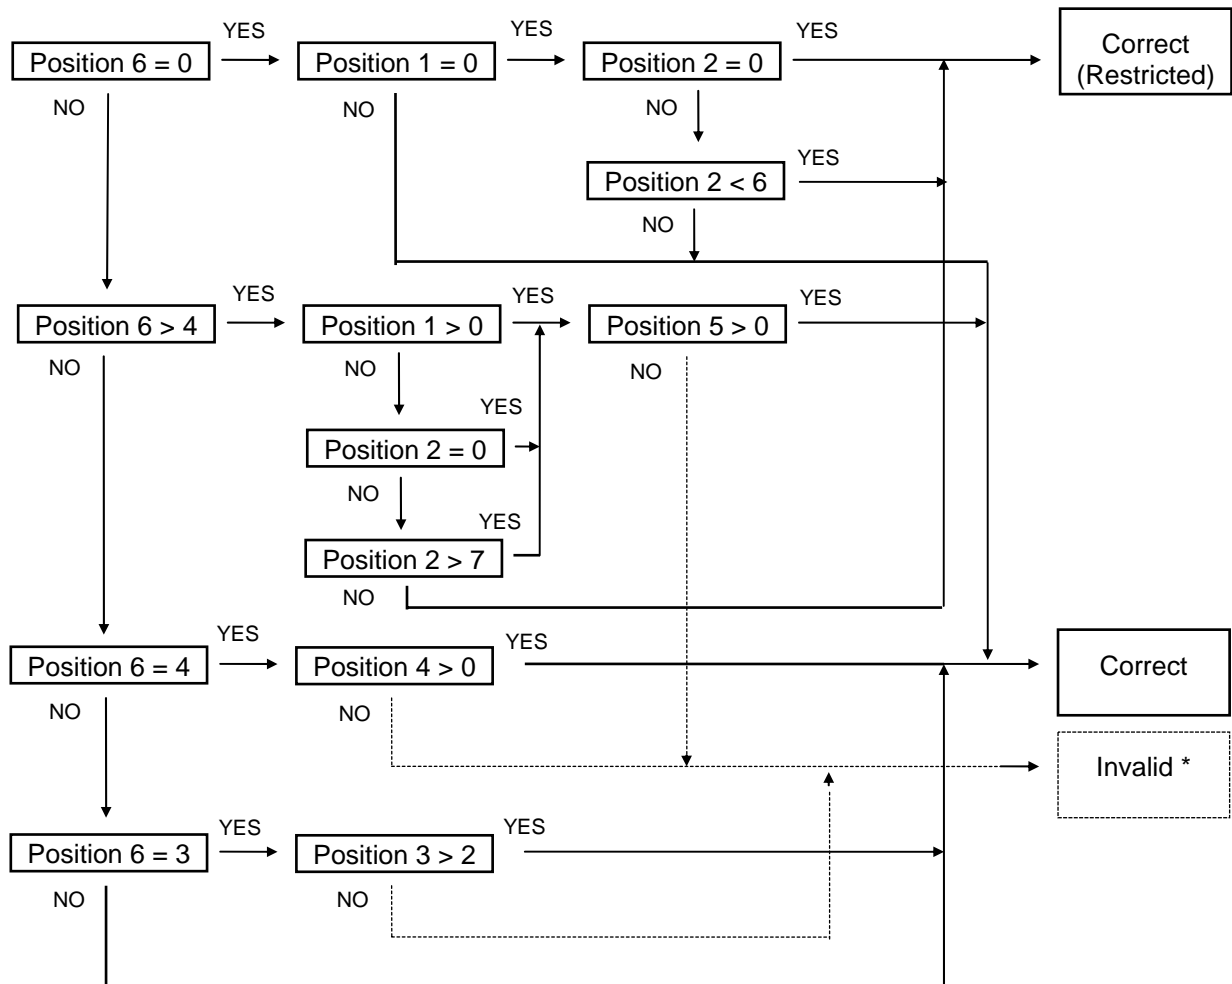 YES
YES
YES
Position 6 = 0
Position 1 = 0
Position 2 = 0
Correct
(Restricted)
NO
NO
NO
YES
Position 2 < 6
NO
YES
YES
YES
Position 6 > 4
Position 1 > 0
Position 5 > 0
NO
NO
NO
YES
Position 2 = 0
NO
YES
Position 2 > 7
NO
YES
YES
Position 6 = 4
Position 4 > 0
Correct
NO
NO
Invalid *
YES
YES
Position 6 = 3
Position 3 > 2
NO
NO